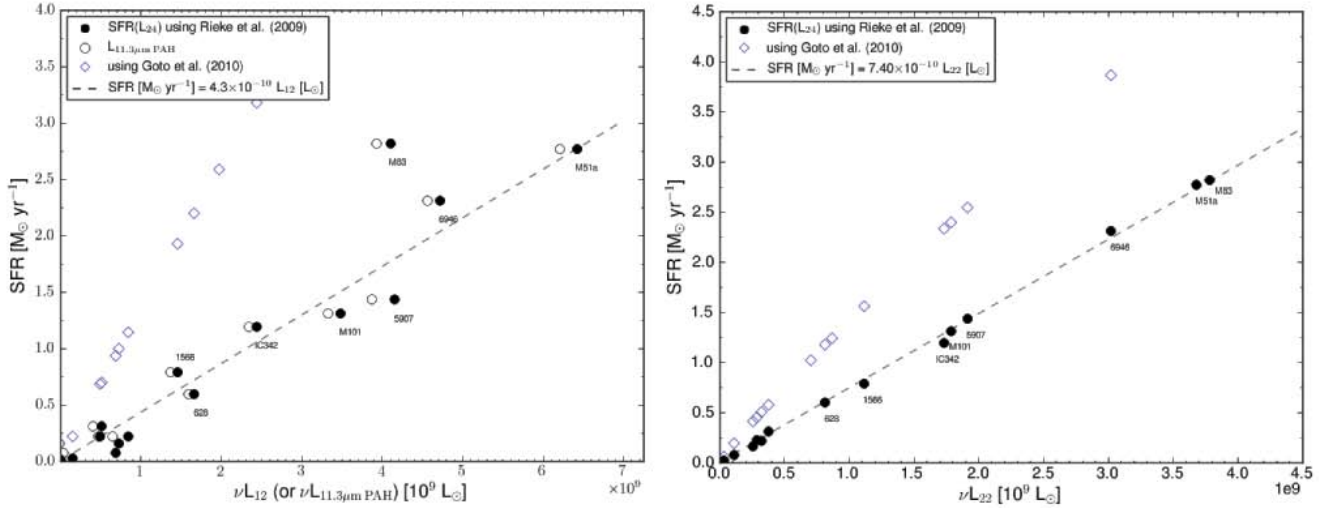 4.0
3.5
3.0
2.5
2.0
1.5
1.0
0.5
0.0
SFR [M⊙ yr⁻¹]
SFR(L₂₄) using Rieke et al. (2009)
L₁₁.₃μm PAH
using Goto et al. (2010)
SFR [M⊙ yr⁻¹] = 4.3×10⁻¹⁰ L₁₂ [L⊙]
M83
M51a
6946
5907
M101
IC342
1566
628
1 2 3 4 5 6 7
×10⁹
νL₁₂ (or νL₁₁.₃μm PAH) [10⁹ L⊙]
4.5
4.0
3.5
3.0
2.5
2.0
1.5
1.0
0.5
0.0
SFR [M⊙ yr⁻¹]
SFR(L₂₄) using Rieke et al. (2009)
using Goto et al. (2010)
SFR [M⊙ yr⁻¹] = 7.40×10⁻¹⁰ L₂₂ [L⊙]
M83
M51a
6946
5907
M101
IC342
1566
628
0.0 0.5 1.0 1.5 2.0 2.5 3.0 3.5 4.0 4.5
1e9
νL₂₂ [10⁹ L⊙]